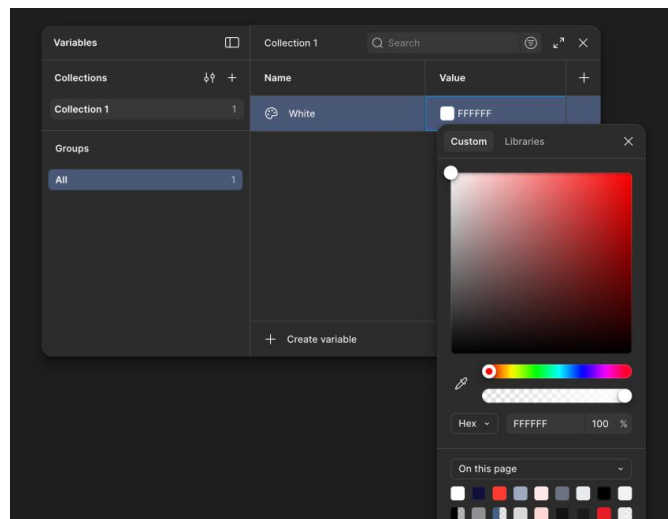 Variables
Collections
Collection 1 1
Groups
All 1
Collection 1 Search
Name Value
White FFFFFF
Create variable
Custom Libraries
Hex FFFFFF 100 %
On this page